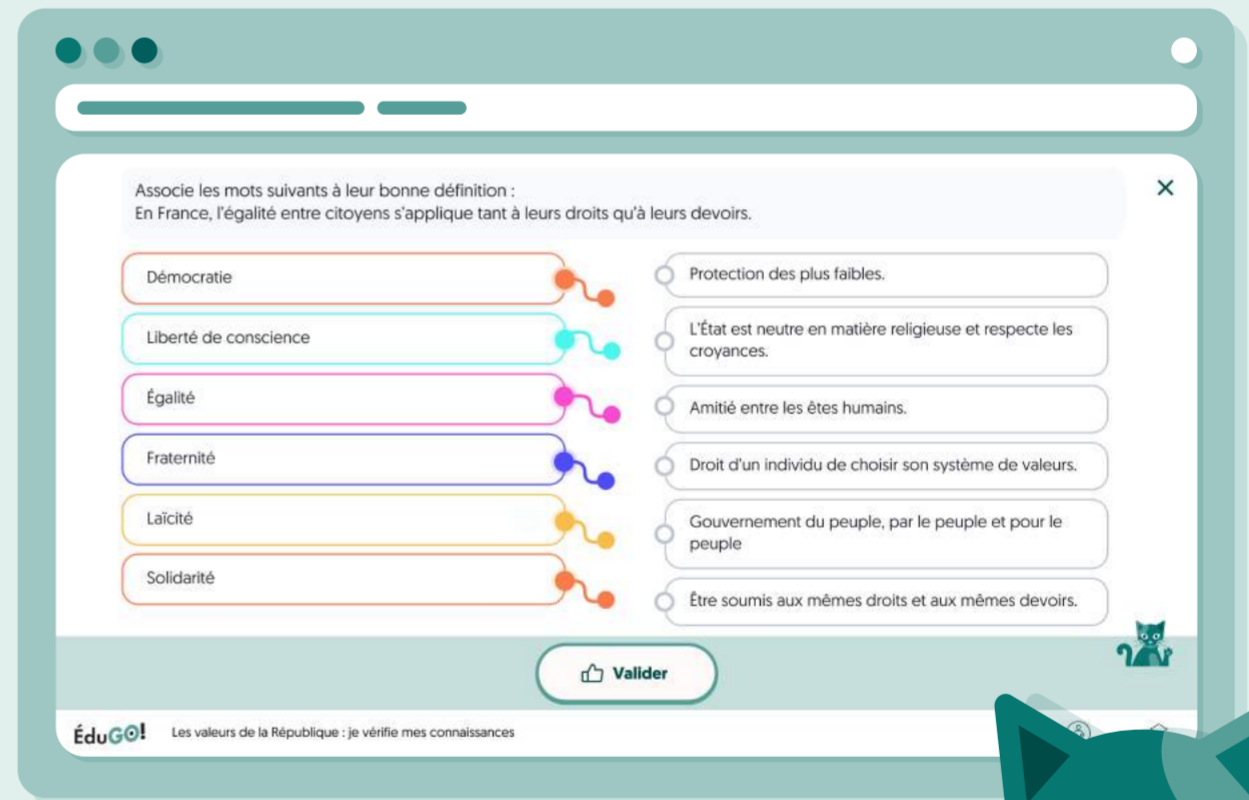 Associe les mots suivants à leur bonne définition :
En France, l'égalité entre citoyens s'applique tant à leurs droits qu'à leurs devoirs.
Démocratie
Liberté de conscience
Égalité
Fraternité
Laïcité
Solidarité
Protection des plus faibles.
L'État est neutre en matière religieuse et respecte les
croyances.
Amitié entre les êtes humains.
Droit d'un individu de choisir son système de valeurs.
Gouvernement du peuple, par le peuple et pour le
peuple
Être soumis aux mêmes droits et aux mêmes devoirs.
Valider
ÉduGO!
Les valeurs de la République : je vérifie mes connaissances